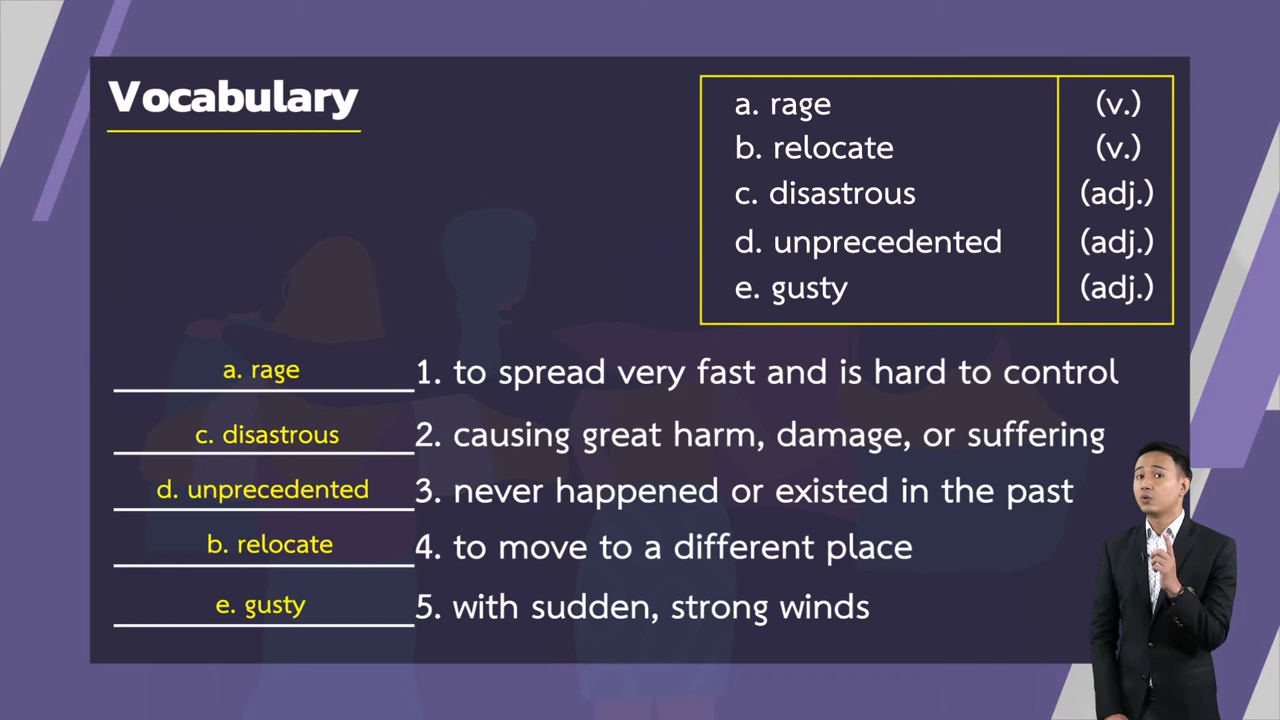 Vocabulary
a. rage (v.)
b. relocate (v.)
c. disastrous (adj.)
d. unprecedented (adj.)
e. gusty (adj.)
a. rage 1. to spread very fast and is hard to control
c. disastrous 2. causing great harm, damage, or suffering
d. unprecedented 3. never happened or existed in the past
b. relocate 4. to move to a different place
e. gusty 5. with sudden, strong winds